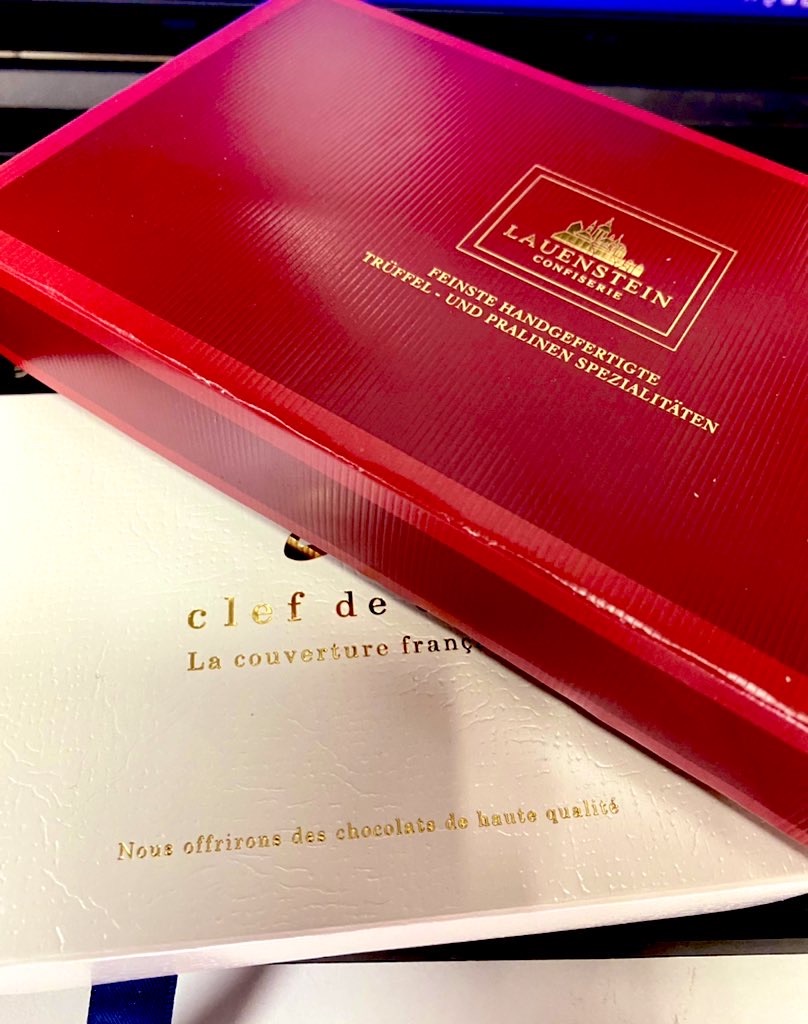 LAUENSTEIN
CONFISERIE
FEINSTE HANDGEFERTIGTE
TRÜFFEL - UND PRALINEN SPEZIALITÄTEN
clef de
La couverture franç
Nous offrirons des chocolats de haute qualité